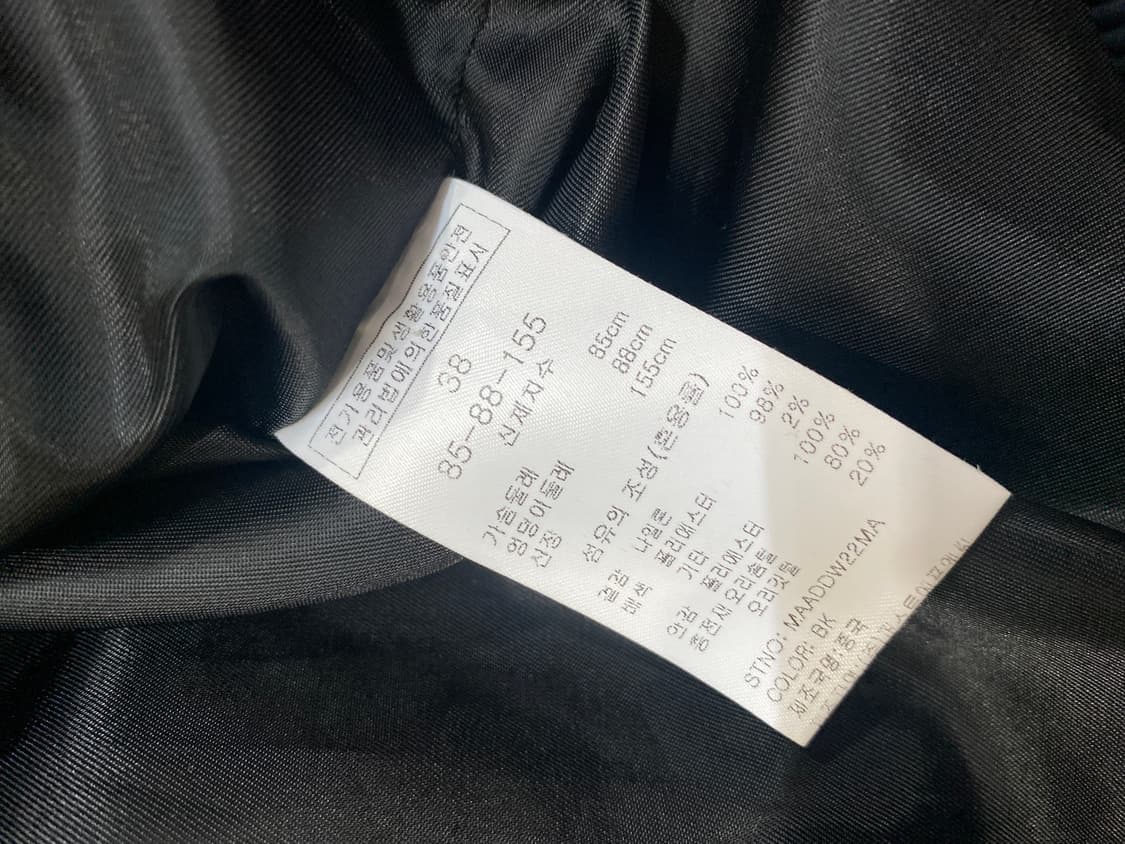 전기용품및생활용품안전
관리법에의한품질표시
38
85-88-155
신체치수
가슴둘레 85cm
엉덩이둘레 88cm
신장 155cm
섬유의 조성(혼용률)
겉감 나일론 100%
배색 폴리에스터 98%
기타 2%
안감 폴리에스터 100%
충전재 오리솜털 80%
오리깃털 20%
STNO: MAADDW22MA
COLOR: BK
제조국명:중국